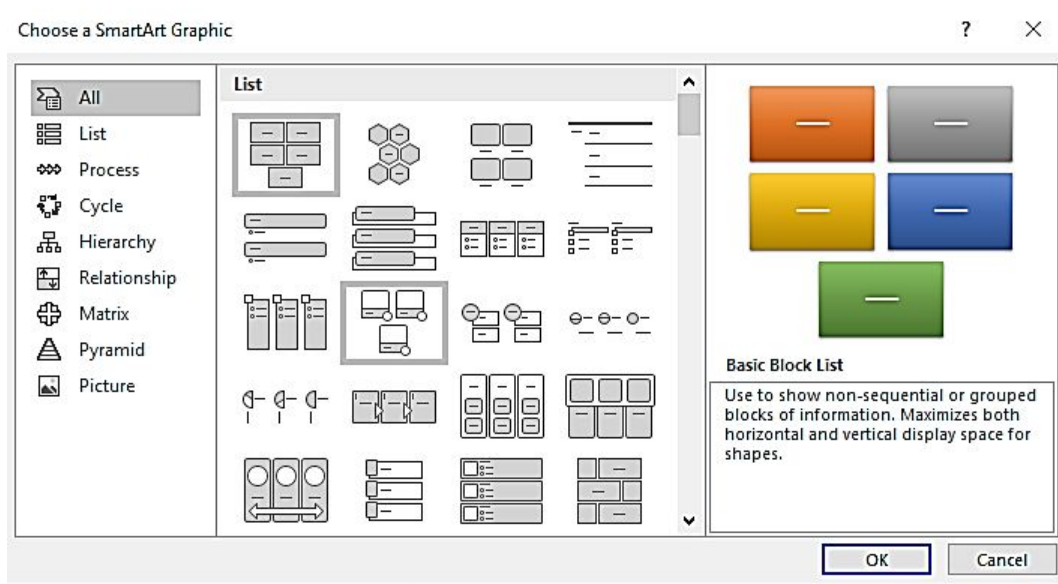 Choose a SmartArt Graphic ?
All
List
Process
Cycle
Hierarchy
Relationship
Matrix
Pyramid
Picture
List
Basic Block List
Use to show non-sequential or grouped
blocks of information. Maximizes both
horizontal and vertical display space for
shapes.
OK
Cancel